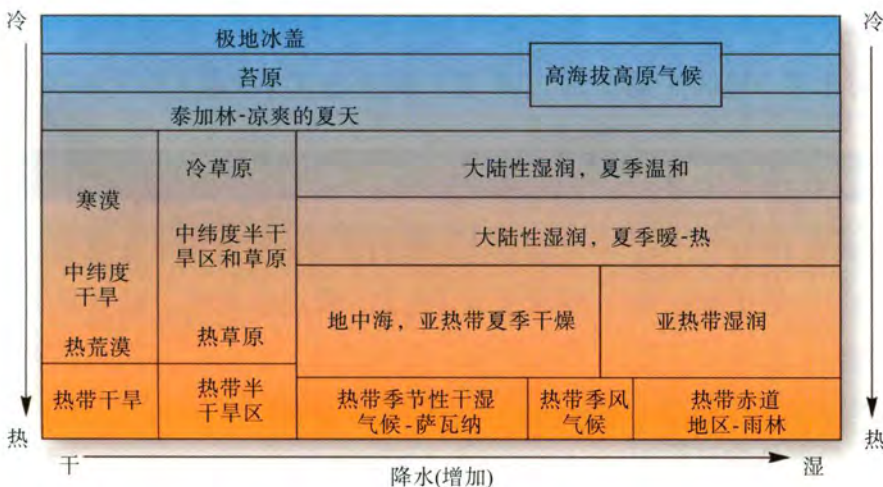 冷
冷
极地冰盖
苔原
高海拔高原气候
泰加林-凉爽的夏天
寒漠
中纬度
干旱
热荒漠
冷草原
中纬度半干
旱区和草原
热草原
大陆性湿润，夏季温和
大陆性湿润，夏季暖-热
地中海，亚热带夏季干燥
亚热带湿润
热带干旱
热带半
干旱区
热带季节性干湿
气候-萨瓦纳
热带季风
气候
热带赤道
地区-雨林
热
热
干
湿
降水(增加)